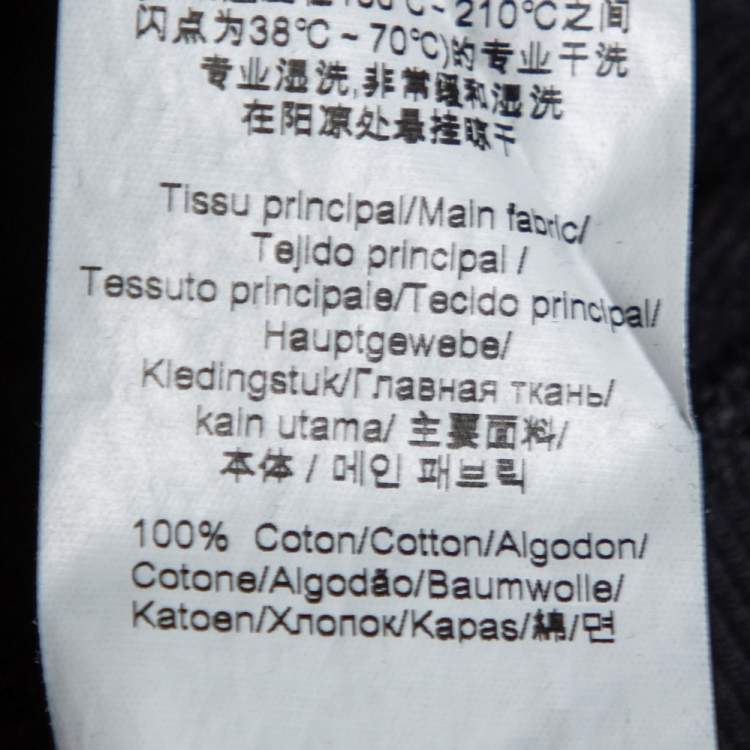 210℃之间
闪点为38℃~70℃)的专业干洗
专业湿洗,非常缓和湿洗
在阳凉处悬挂晾干
Tissu principal/Main fabric/
Tejido principal /
Tessuto principale/Tecido principal/
Hauptgewebe/
Kledingstuk/Главная ткань/
kain utama/ 主要面料/
本体 / 메인 패브릭
100% Coton/Cotton/Algodon/
Cotone/Algodão/Baumwolle/
Katoen/Хлопок/Kapas/綿/면